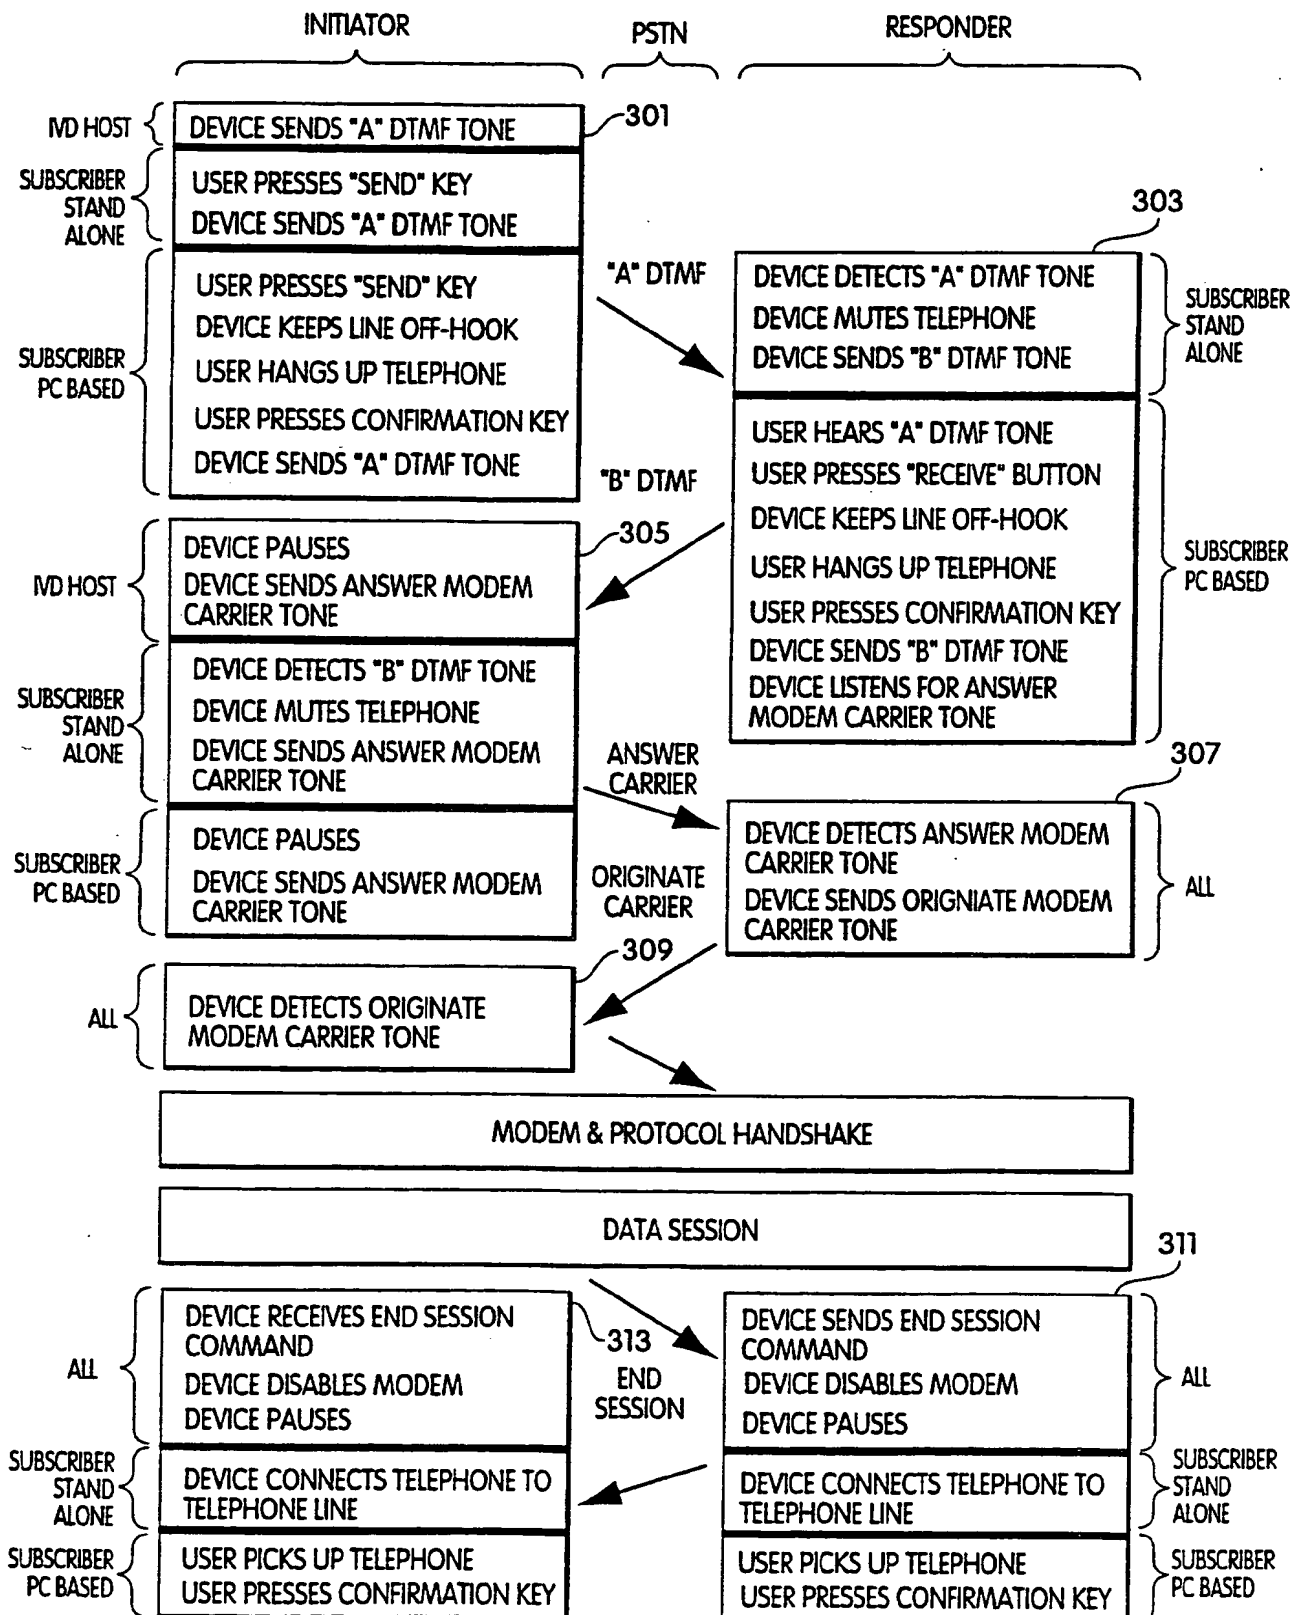 INITIATOR
PSTN
RESPONDER
IVD HOST
DEVICE SENDS "A" DTMF TONE
301
SUBSCRIBER
STAND
ALONE
USER PRESSES "SEND" KEY
DEVICE SENDS "A" DTMF TONE
SUBSCRIBER
PC BASED
USER PRESSES "SEND" KEY
DEVICE KEEPS LINE OFF-HOOK
USER HANGS UP TELEPHONE
USER PRESSES CONFIRMATION KEY
DEVICE SENDS "A" DTMF TONE
"A" DTMF
303
DEVICE DETECTS "A" DTMF TONE
DEVICE MUTES TELEPHONE
DEVICE SENDS "B" DTMF TONE
SUBSCRIBER
STAND
ALONE
USER HEARS "A" DTMF TONE
USER PRESSES "RECEIVE" BUTTON
DEVICE KEEPS LINE OFF-HOOK
USER HANGS UP TELEPHONE
USER PRESSES CONFIRMATION KEY
DEVICE SENDS "B" DTMF TONE
DEVICE LISTENS FOR ANSWER
MODEM CARRIER TONE
SUBSCRIBER
PC BASED
"B" DTMF
305
IVD HOST
DEVICE PAUSES
DEVICE SENDS ANSWER MODEM
CARRIER TONE
SUBSCRIBER
STAND
ALONE
DEVICE DETECTS "B" DTMF TONE
DEVICE MUTES TELEPHONE
DEVICE SENDS ANSWER MODEM
CARRIER TONE
SUBSCRIBER
PC BASED
DEVICE PAUSES
DEVICE SENDS ANSWER MODEM
CARRIER TONE
ANSWER
CARRIER
307
DEVICE DETECTS ANSWER MODEM
CARRIER TONE
DEVICE SENDS ORIGNIATE MODEM
CARRIER TONE
ALL
ORIGINATE
CARRIER
309
ALL
DEVICE DETECTS ORIGINATE
MODEM CARRIER TONE
MODEM & PROTOCOL HANDSHAKE
DATA SESSION
311
ALL
DEVICE RECEIVES END SESSION
COMMAND
DEVICE DISABLES MODEM
DEVICE PAUSES
313
END
SESSION
DEVICE SENDS END SESSION
COMMAND
DEVICE DISABLES MODEM
DEVICE PAUSES
ALL
SUBSCRIBER
STAND
ALONE
DEVICE CONNECTS TELEPHONE TO
TELEPHONE LINE
DEVICE CONNECTS TELEPHONE TO
TELEPHONE LINE
SUBSCRIBER
STAND
ALONE
SUBSCRIBER
PC BASED
USER PICKS UP TELEPHONE
USER PRESSES CONFIRMATION KEY
USER PICKS UP TELEPHONE
USER PRESSES CONFIRMATION KEY
SUBSCRIBER
PC BASED